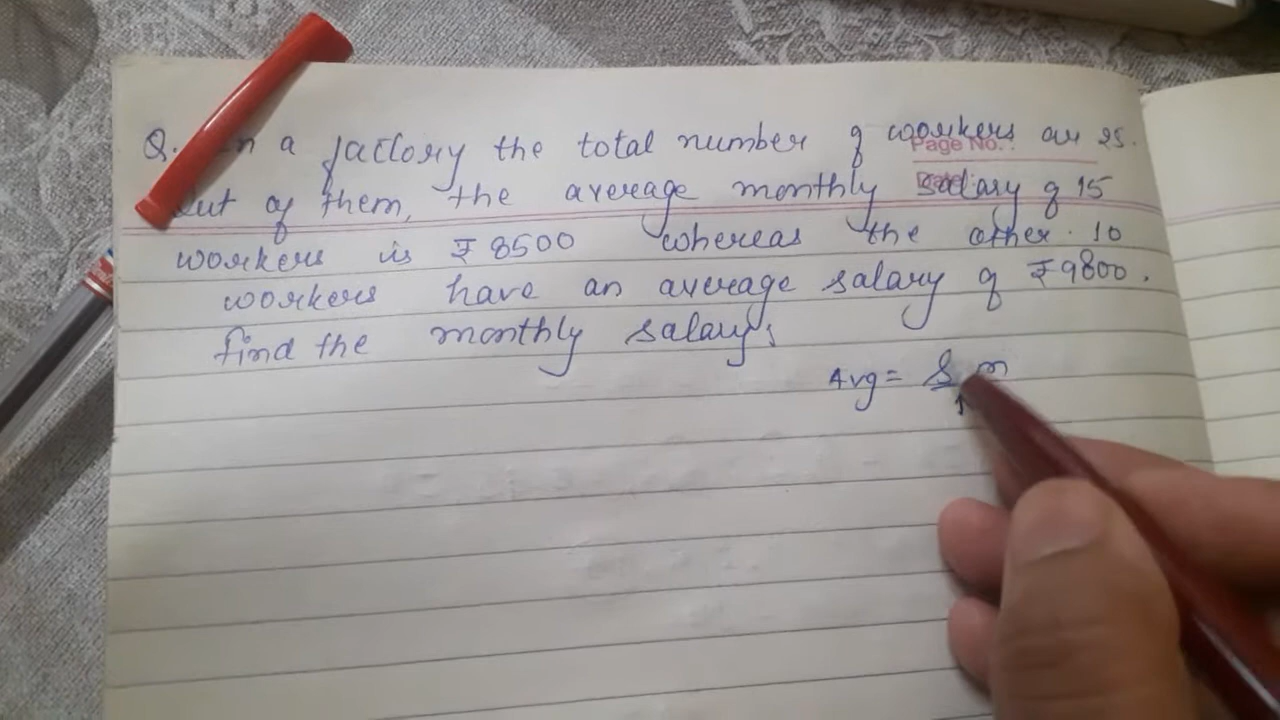 Q. In a factory the total number of workers are 25.
Out of them, the average monthly salary of 15
workers is ₹ 8500 whereas the other 10
workers have an average salary of ₹9800.
find the monthly salary.
Avg =
Page No.: